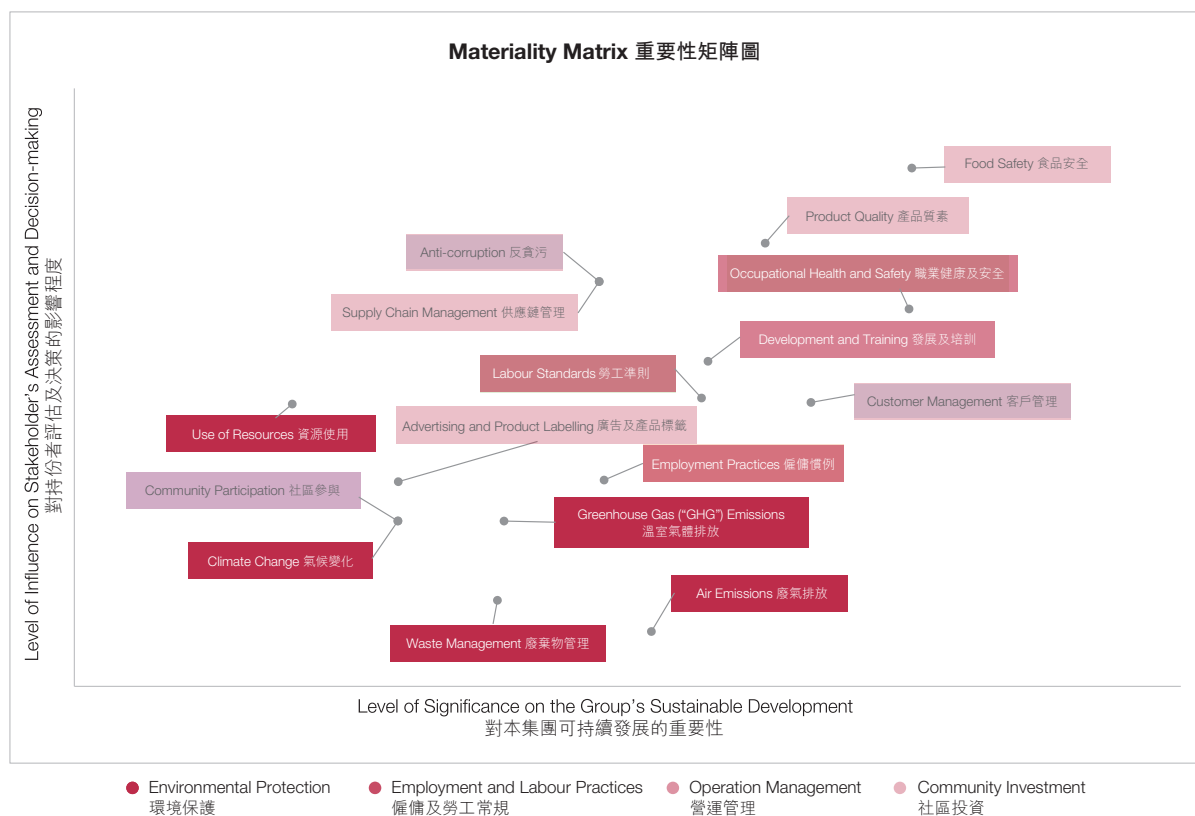 Materiality Matrix 重要性矩陣圖
Level of Influence on Stakeholder's Assessment and Decision-making
對持份者評估及決策的影響程度
Food Safety 食品安全
Product Quality 產品質素
Anti-corruption 反貪污
Occupational Health and Safety 職業健康及安全
Supply Chain Management 供應鏈管理
Development and Training 發展及培訓
Labour Standards 勞工準則
Customer Management 客戶管理
Advertising and Product Labelling 廣告及產品標籤
Use of Resources 資源使用
Employment Practices 僱傭慣例
Community Participation 社區參與
Greenhouse Gas (“GHG”) Emissions
溫室氣體排放
Climate Change 氣候變化
Air Emissions 廢氣排放
Waste Management 廢棄物管理
Level of Significance on the Group's Sustainable Development
對本集團可持續發展的重要性
Environmental Protection
環境保護
Employment and Labour Practices
僱傭及勞工常規
Operation Management
營運管理
Community Investment
社區投資